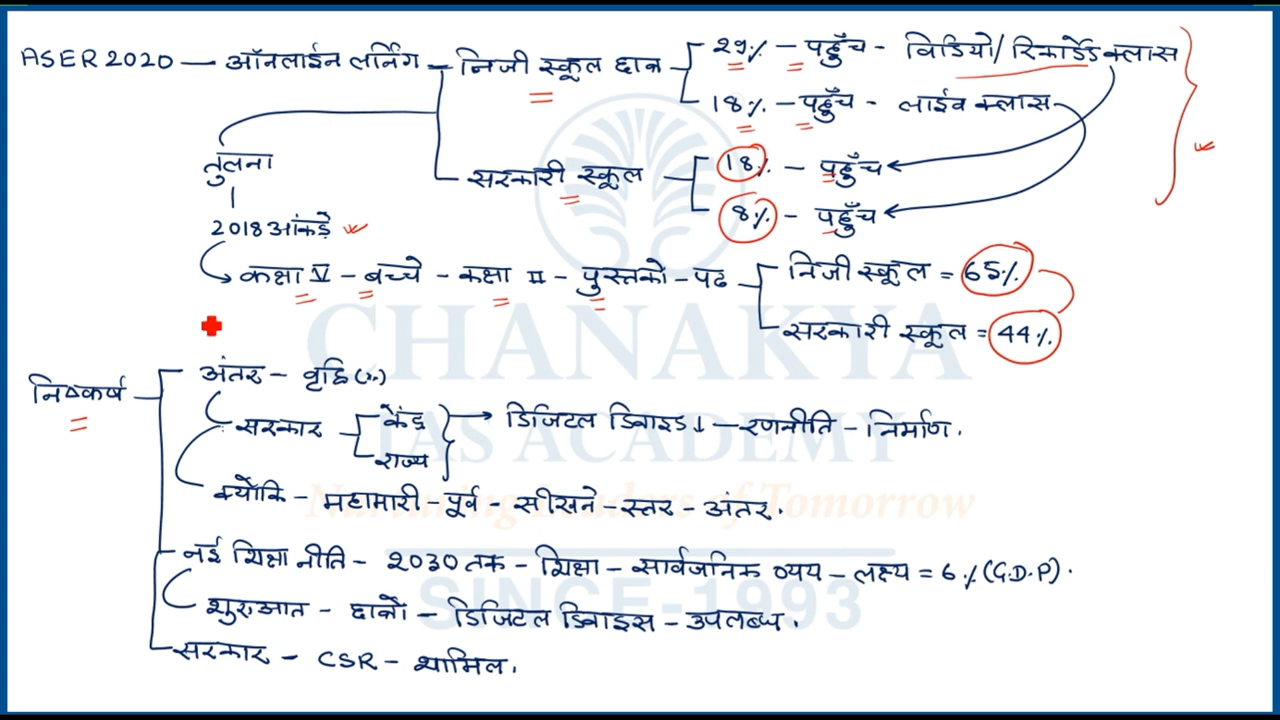 ASER 2020 — ऑनलाईन लर्निंग — निजी स्कूल छात्र
29% — पहुँच - विडियो/रिकॉर्डेड क्लास
18% — पहुँच - लाईव क्लास
तुलना
सरकारी स्कूल
18% — पहुँच
8% — पहुँच
2018 आंकड़े
कक्षा V — बच्चे — कक्षा II — पुस्तकों — पढ
निजी स्कूल = 65%
सरकारी स्कूल = 44%
निष्कर्ष
अंतर — वृद्धि
सरकार
केंद्र
राज्य
डिजिटल डिवाइड↓ — रणनीति — निर्माण.
क्योंकि — महामारी — पूर्व — सीखने — स्तर — अंतर.
नई शिक्षा नीति — 2030 तक — शिक्षा — सार्वजनिक व्यय — लक्ष्य = 6% (G.D.P).
शुरुआत — छात्रों — डिजिटल डिवाइस — उपलब्ध.
सरकार — CSR — शामिल.
CHANAKYA
IAS ACADEMY
Nurturing Leaders of Tomorrow
SINCE-1993